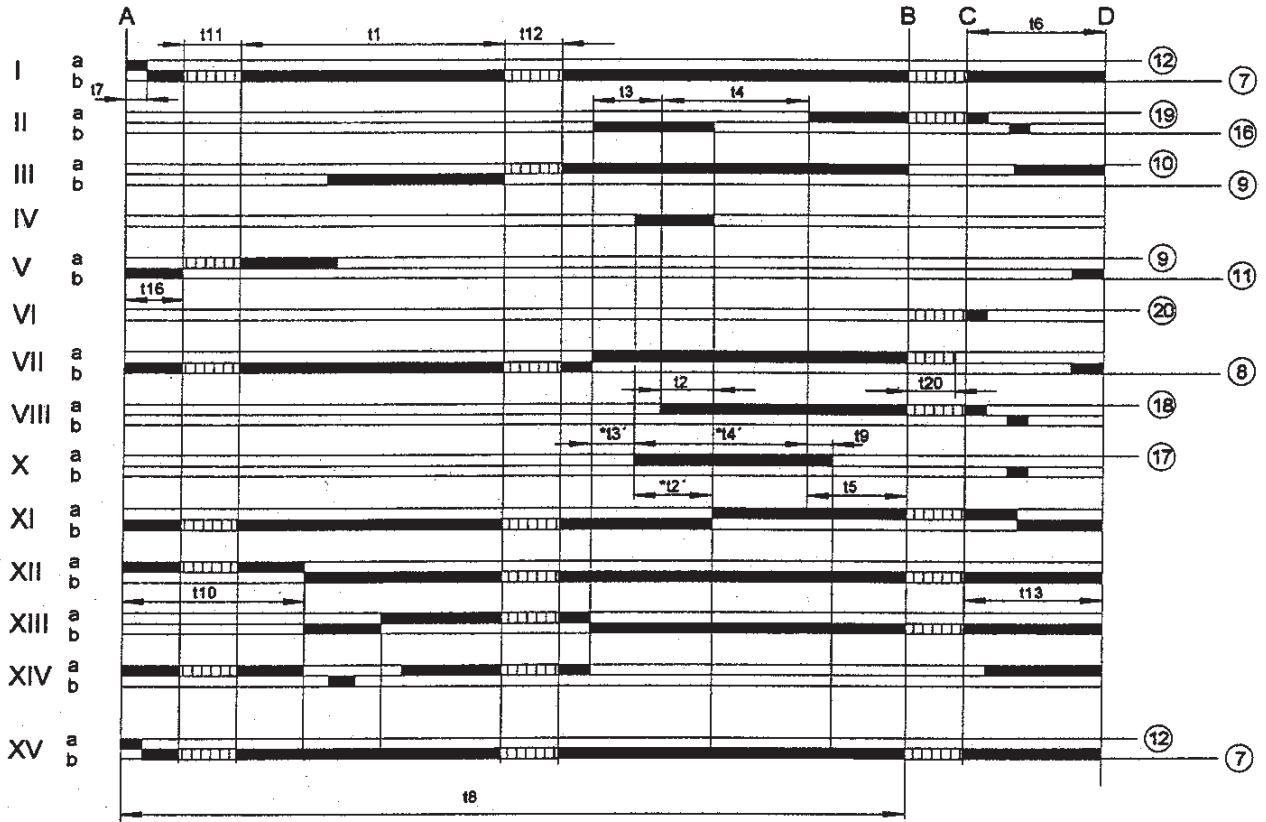 A B C D
t11 t1 t12 t6
I a b 12 7
t7 t3 t4
II a b 19 16
III a b 10 9
IV
V a b 9 11
t16
VI 20
VII a b 8
t2 t20
VIII a b 18
"t3´ "t4´ t9
X a b 17
"t2´ t5
XI a b
XII a b
t10 t13
XIII a b
XIV a b
XV a b 12 7
t8